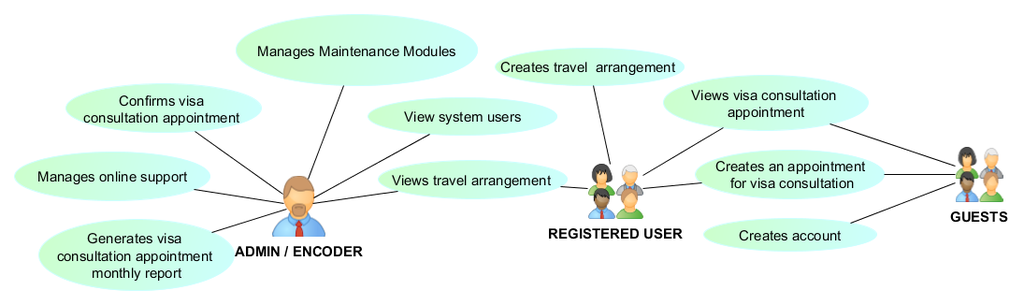 Manages Maintenance Modules
Creates travel  arrangement
Confirms visa
consultation appointment
View system users
Views visa consultation
appointment
Manages online support
Views travel arrangement
Creates an appointment
for visa consultation
GUESTS
REGISTERED USER
Creates account
Generates visa
consultation appointment
monthly report
ADMIN / ENCODER